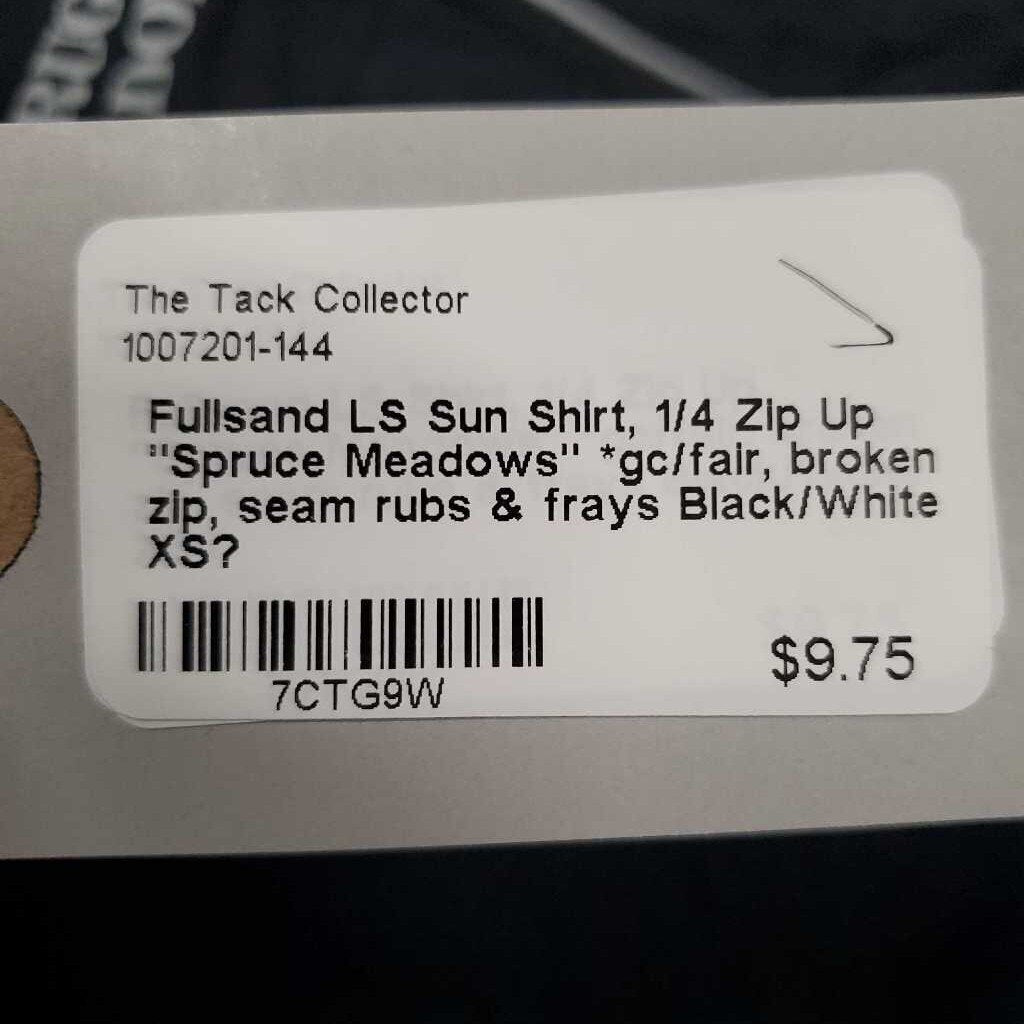 The Tack Collector
1007201-144
Fullsand LS Sun Shirt, 1/4 Zip Up
"Spruce Meadows" *gc/fair, broken
zip, seam rubs & frays Black/White
XS?
7CTG9W
$9.75